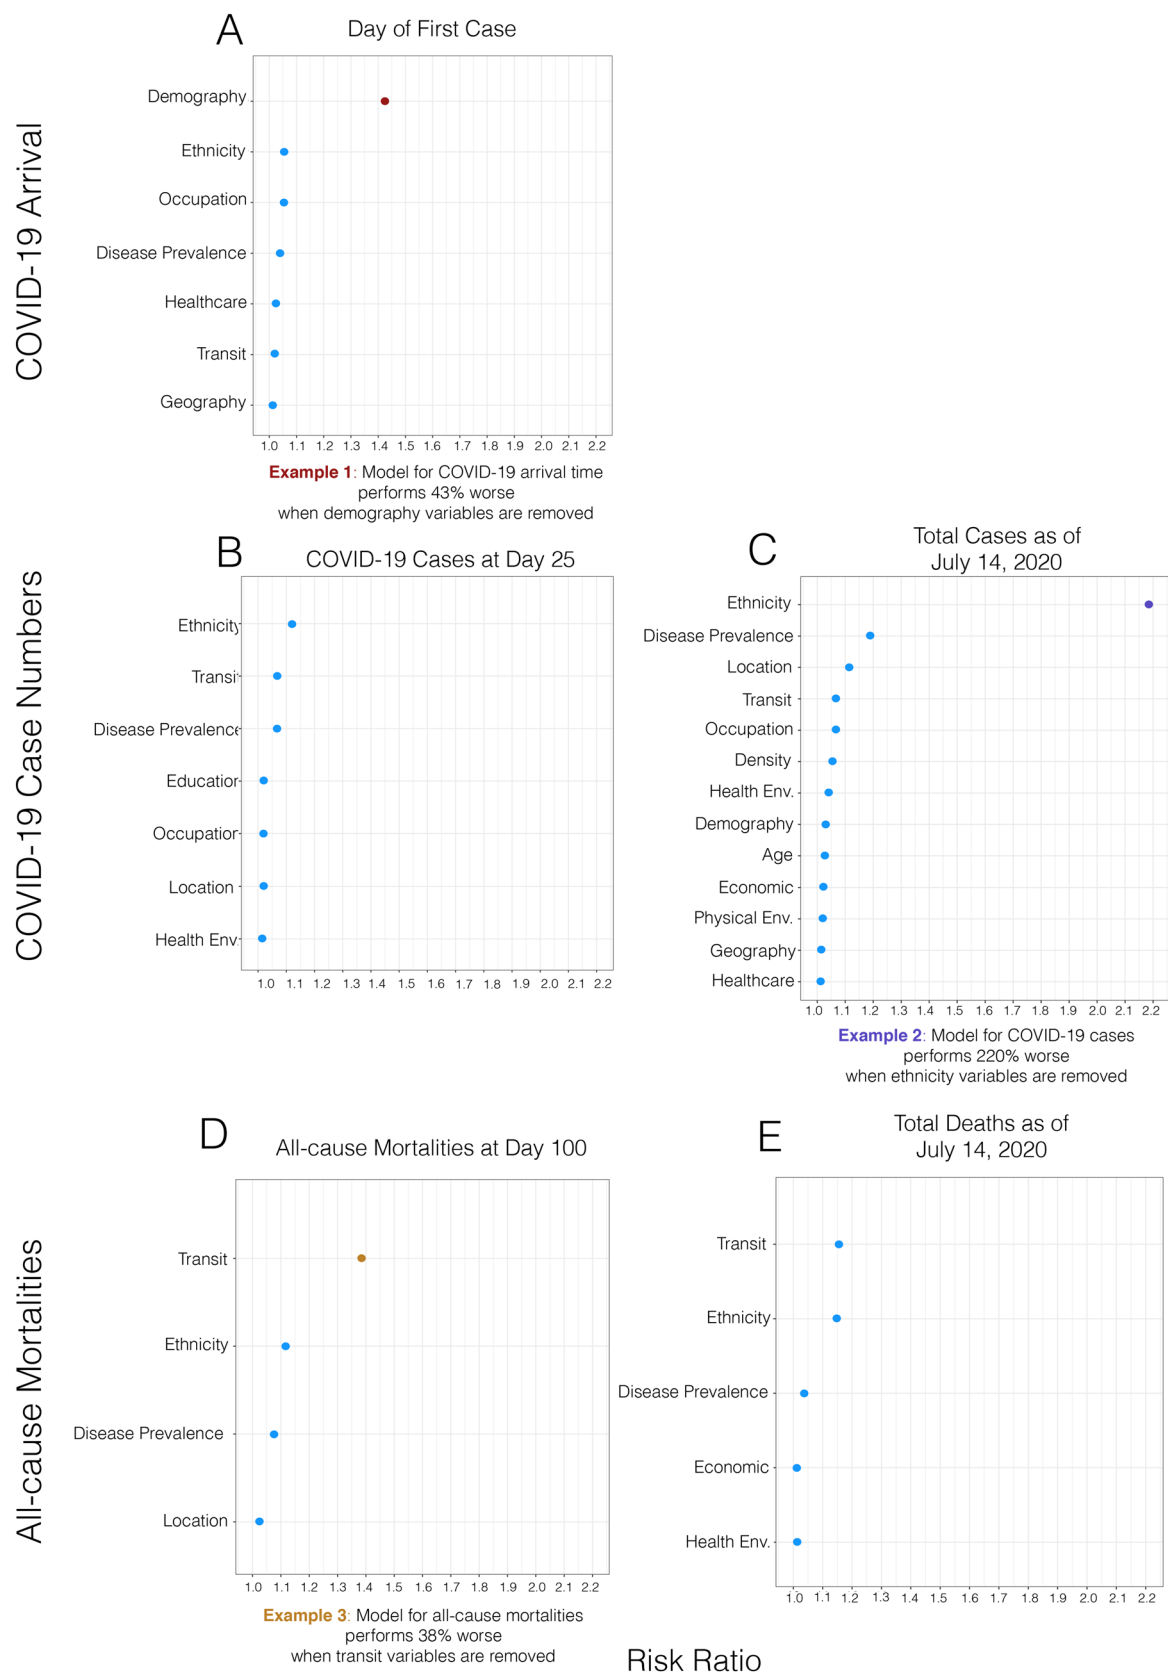 A
Day of First Case
COVID-19 Arrival
Demography
Ethnicity
Occupation
Disease Prevalence
Healthcare
Transit
Geography
1.0 1.1 1.2 1.3 1.4 1.5 1.6 1.7 1.8 1.9 2.0 2.1 2.2
Example 1: Model for COVID-19 arrival time
performs 43% worse
when demography variables are removed
COVID-19 Case Numbers
B
COVID-19 Cases at Day 25
Ethnicity
Transit
Disease Prevalence
Education
Occupation
Location
Health Env.
1.0 1.1 1.2 1.3 1.4 1.5 1.6 1.7 1.8 1.9 2.0 2.1 2.2
C
Total Cases as of
July 14, 2020
Ethnicity
Disease Prevalence
Location
Transit
Occupation
Density
Health Env.
Demography
Age
Economic
Physical Env.
Geography
Healthcare
1.0 1.1 1.2 1.3 1.4 1.5 1.6 1.7 1.8 1.9 2.0 2.1 2.2
Example 2: Model for COVID-19 cases
performs 220% worse
when ethnicity variables are removed
All-cause Mortalities
D
All-cause Mortalities at Day 100
Transit
Ethnicity
Disease Prevalence
Location
1.0 1.1 1.2 1.3 1.4 1.5 1.6 1.7 1.8 1.9 2.0 2.1 2.2
Example 3: Model for all-cause mortalities
performs 38% worse
when transit variables are removed
E
Total Deaths as of
July 14, 2020
Transit
Ethnicity
Disease Prevalence
Economic
Health Env.
1.0 1.1 1.2 1.3 1.4 1.5 1.6 1.7 1.8 1.9 2.0 2.1 2.2
Risk Ratio